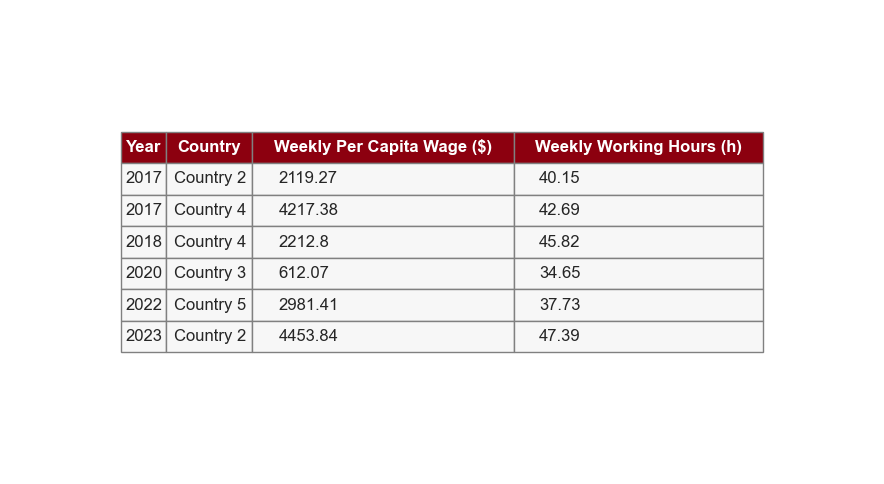 Year Country Weekly Per Capita Wage ($) Weekly Working Hours (h)
2017 Country 2 2119.27 40.15
2017 Country 4 4217.38 42.69
2018 Country 4 2212.8 45.82
2020 Country 3 612.07 34.65
2022 Country 5 2981.41 37.73
2023 Country 2 4453.84 47.39